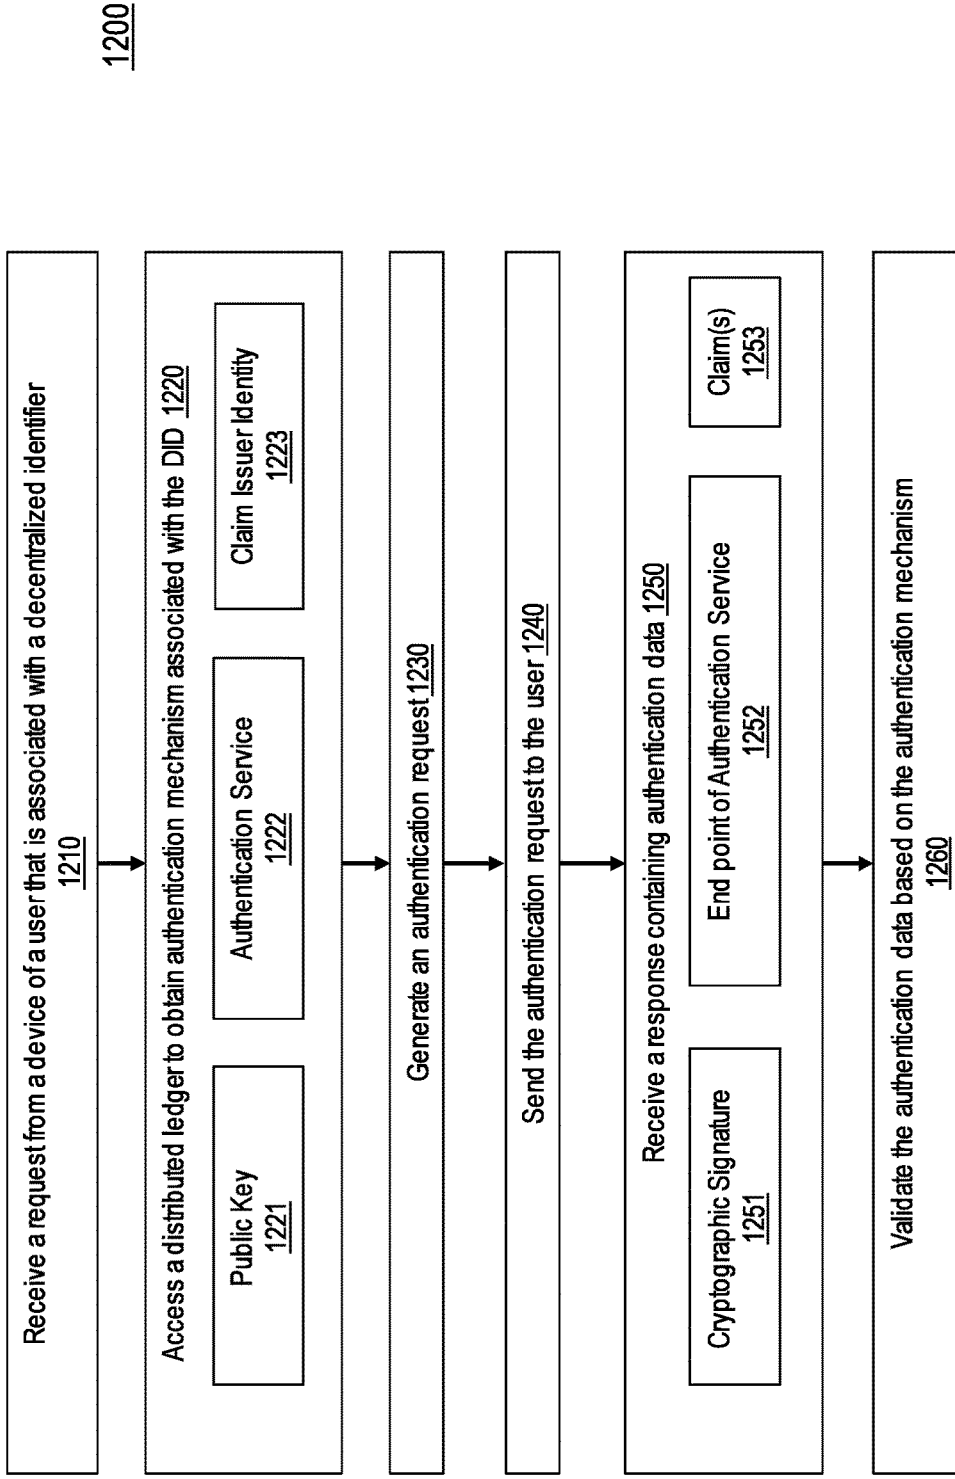 1200
Receive a request from a device of a user that is associated with a decentralized identifier
1210
Access a distributed ledger to obtain authentication mechanism associated with the DID 1220
Public Key
1221
Authentication Service
1222
Claim Issuer Identity
1223
Generate an authentication request 1230
Send the authentication request to the user 1240
Receive a response containing authentication data 1250
Cryptographic Signature
1251
End point of Authentication Service
1252
Claim(s)
1253
Validate the authentication data based on the authentication mechanism
1260